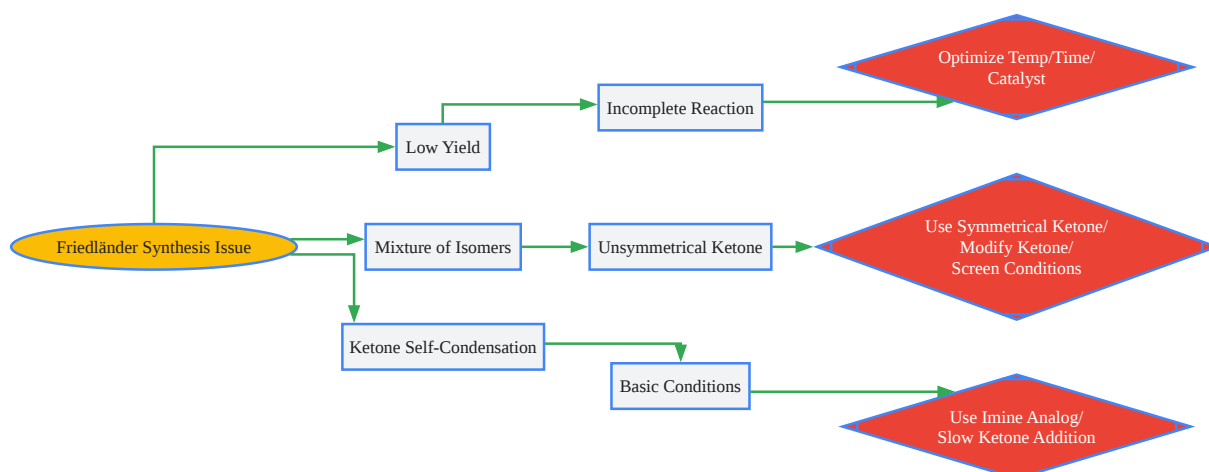 Friedländer Synthesis Issue
Low Yield
Incomplete Reaction
Optimize Temp/Time/
Catalyst
Mixture of Isomers
Unsymmetrical Ketone
Use Symmetrical Ketone/
Modify Ketone/
Screen Conditions
Ketone Self-Condensation
Basic Conditions
Use Imine Analog/
Slow Ketone Addition